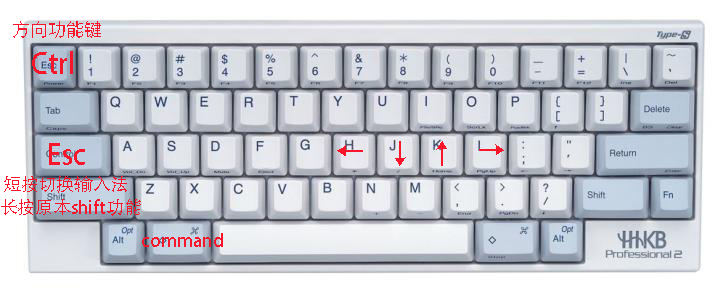 方向功能键
Type-S
Esc Ctrl ! 1 @ 2 # 3 $ 4 % 5 ^ 6 & 7 * 8 ( 9 ) 0 — - + = | \ ~ `
Power F1 F2 F3 F4 F5 F6 F7 F8 F9 F10 F11 F12 Ins Del
Tab Q W E R T Y U I O P { [ } ] Delete
Caps PrtSc/SysRq ScrLk Pause/Break BS
Control Esc A S D F G H J K L : ; " ' Return
Vol_Dn Vol_Up Mute Eject * / Home PgUp Enter
短按切换输入法
Shift Z X C V B N M < , > . ? / Shift Fn
长按原本shift功能
+ - End PgDn
Alt Opt command ⌘ ◇ ⌘ Alt Opt
Stop
HHKB
Professional 2